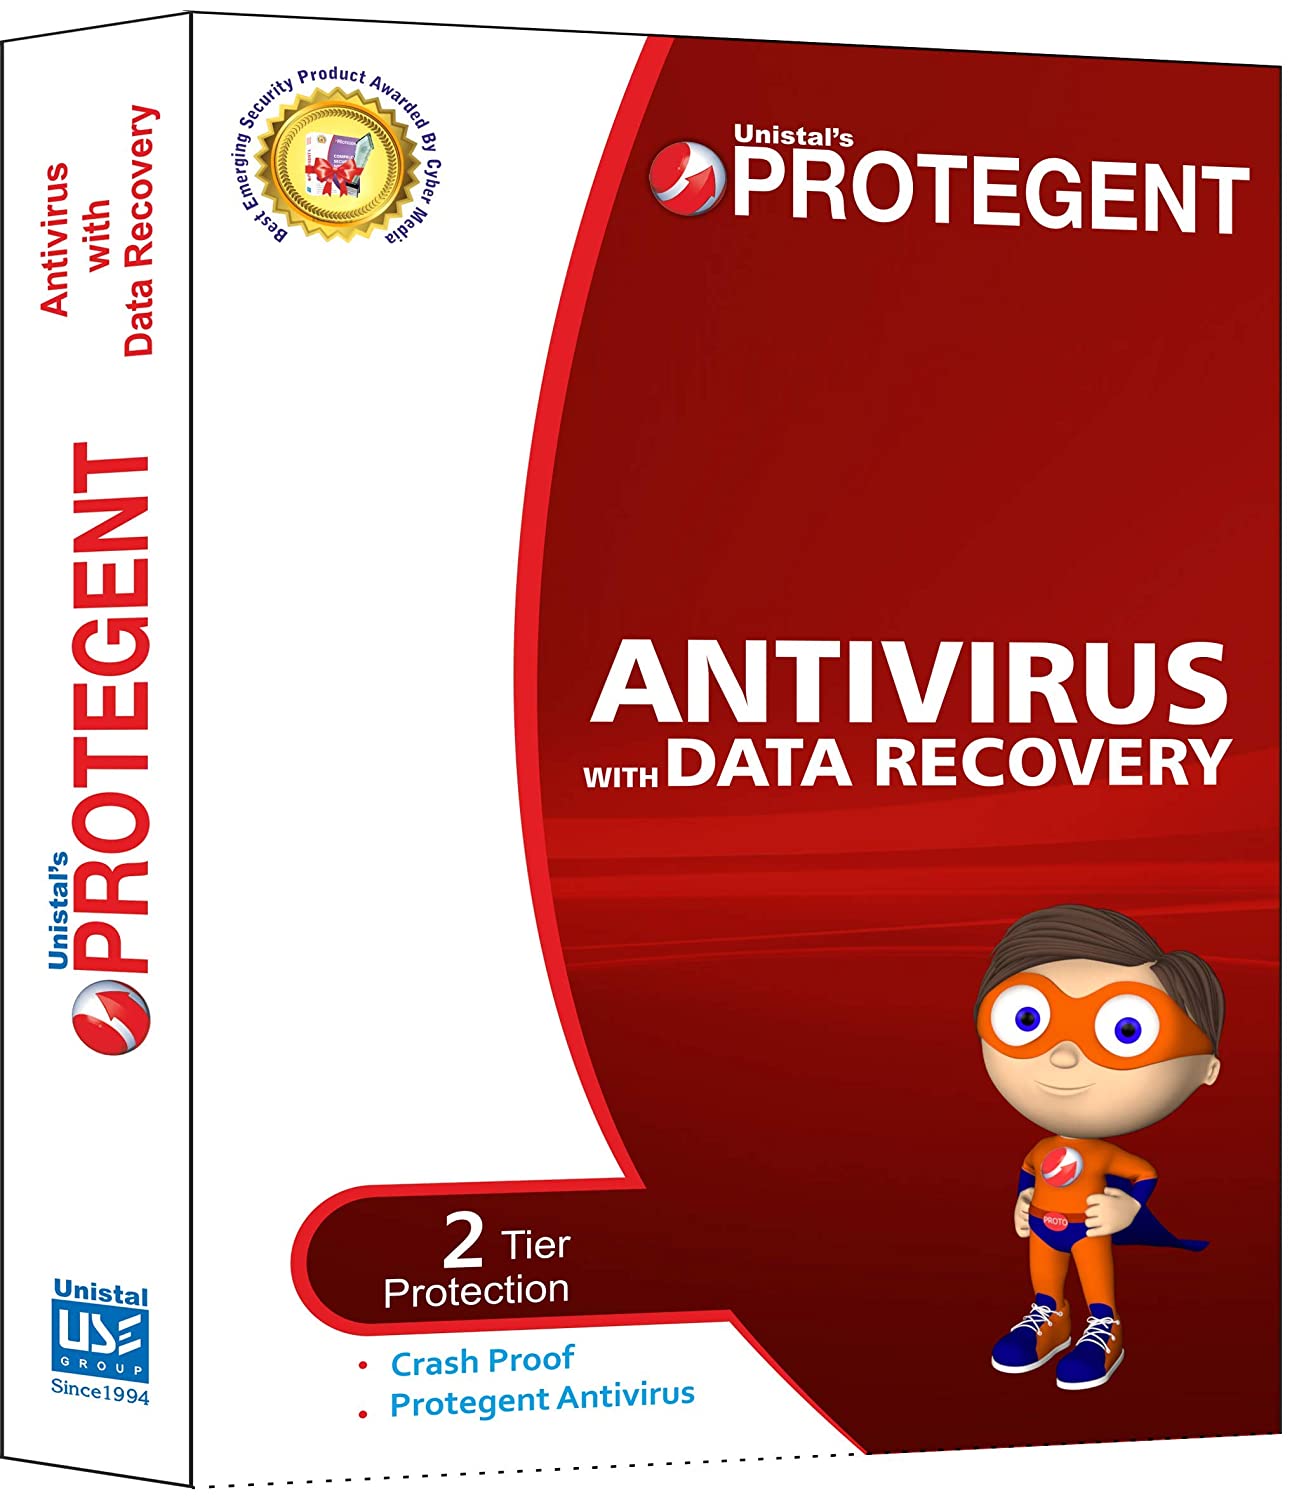 Antivirus
with
Data Recovery
Unistal's
PROTEGENT
Unistal
USE
GROUP
Since1994
Best Emerging Security Product Awarded By Cyber Media
Unistal's
PROTEGENT
ANTIVIRUS
WITH DATA RECOVERY
PROTO
2 Tier
Protection
• Crash Proof
• Protegent Antivirus